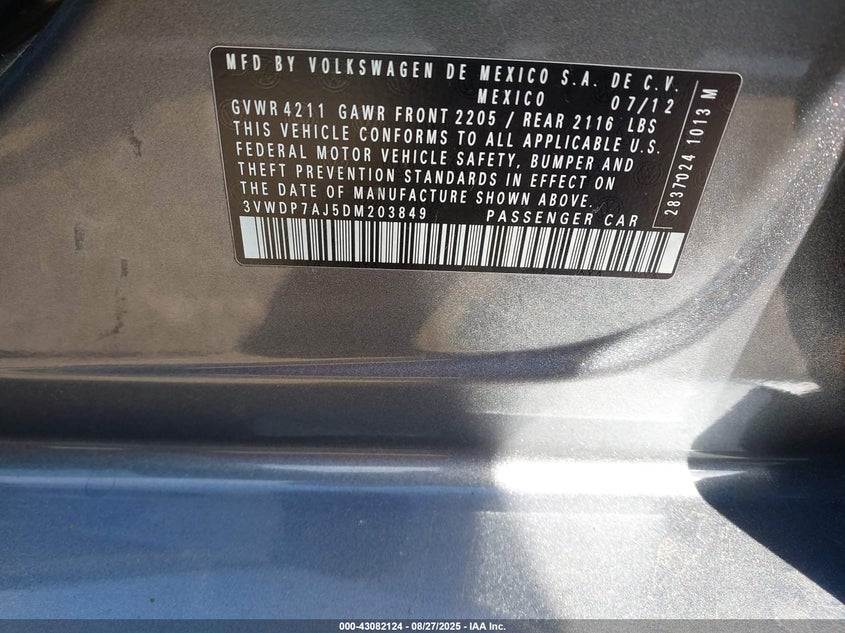 MFD BY VOLKSWAGEN DE MEXICO S.A. DE C.V.
MEXICO 07/12
GVWR 4211 GAWR FRONT 2205 / REAR 2116 LBS
THIS VEHICLE CONFORMS TO ALL APPLICABLE U.S.
FEDERAL MOTOR VEHICLE SAFETY, BUMPER AND
THEFT PREVENTION STANDARDS IN EFFECT ON
THE DATE OF MANUFACTURE SHOWN ABOVE.
3VWDP7AJ5DM203849 PASSENGER CAR
2837024 1013 M
000-43082124 - 08/27/2025 - IAA Inc.